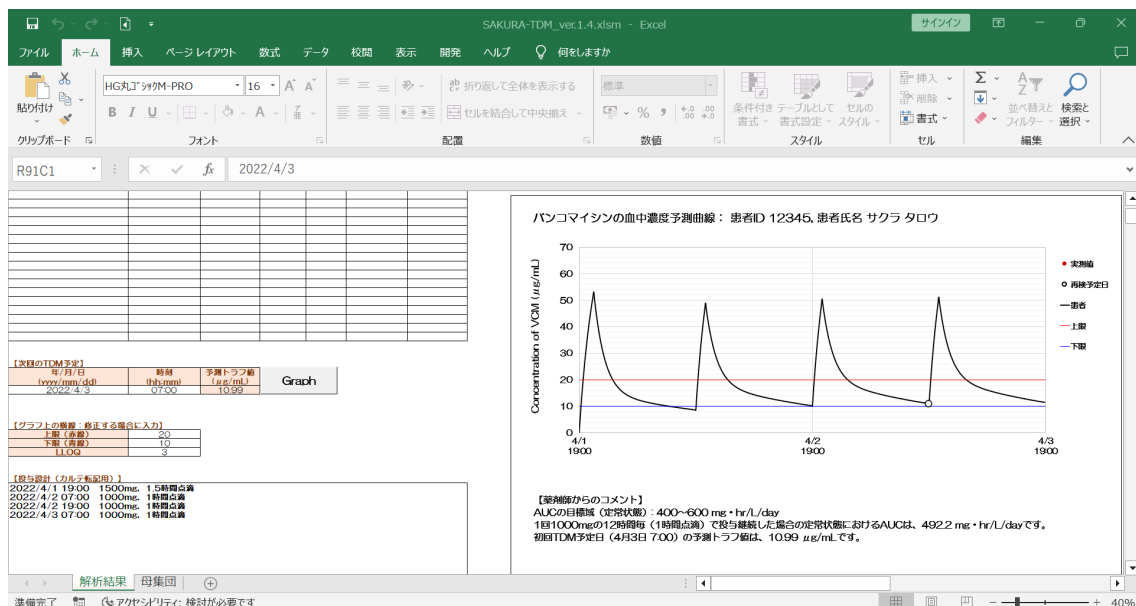 SAKURA-TDM_ver.1.4.xlsm - Excel
サインイン
ファイル ホーム 挿入 ページ レイアウト 数式 データ 校閲 表示 開発 ヘルプ 何をしますか
貼り付け
クリップボード
HG丸ｺﾞｼｯｸM-PRO 16
B I U
フォント
折り返して全体を表示する
セルを結合して中央揃え
配置
標準
数値
条件付き書式
テーブルとして書式設定
セルのスタイル
スタイル
挿入
削除
書式
セル
並べ替えとフィルター
検索と選択
編集
R91C1 fx 2022/4/3
【次回のTDM予定】
年/月/日 時刻 予測トラフ値
(yyyy/mm/dd) (hh:mm) (μg/mL)
2022/4/3 07:00 10.99
Graph
【グラフ上の横線：修正する場合に入力】
上限（赤線） 20
下限（青線） 10
LLOQ 3
【投与設計（カルテ転記用）】
2022/4/1 19:00 1500mg, 1.5時間点滴
2022/4/2 07:00 1000mg, 1時間点滴
2022/4/2 19:00 1000mg, 1時間点滴
2022/4/3 07:00 1000mg, 1時間点滴
バンコマイシンの血中濃度予測曲線： 患者ID 12345, 患者氏名 サクラ タロウ
Concentration of VCM (μg/mL)
70
60
50
40
30
20
10
0
4/1 4/2 4/3
19:00 19:00 19:00
実測値
再検予定日
患者
上限
下限
【薬剤師からのコメント】
AUCの目標域（定常状態）：400～600 mg・hr/L/day
1回1000mgの12時間毎（1時間点滴）で投与継続した場合の定常状態におけるAUCは、492.2 mg・hr/L/dayです。
初回TDM予定日（4月3日 7:00）の予測トラフ値は、10.99 μg/mLです。
解析結果 母集団
準備完了 アクセシビリティ: 検討が必要です 40%